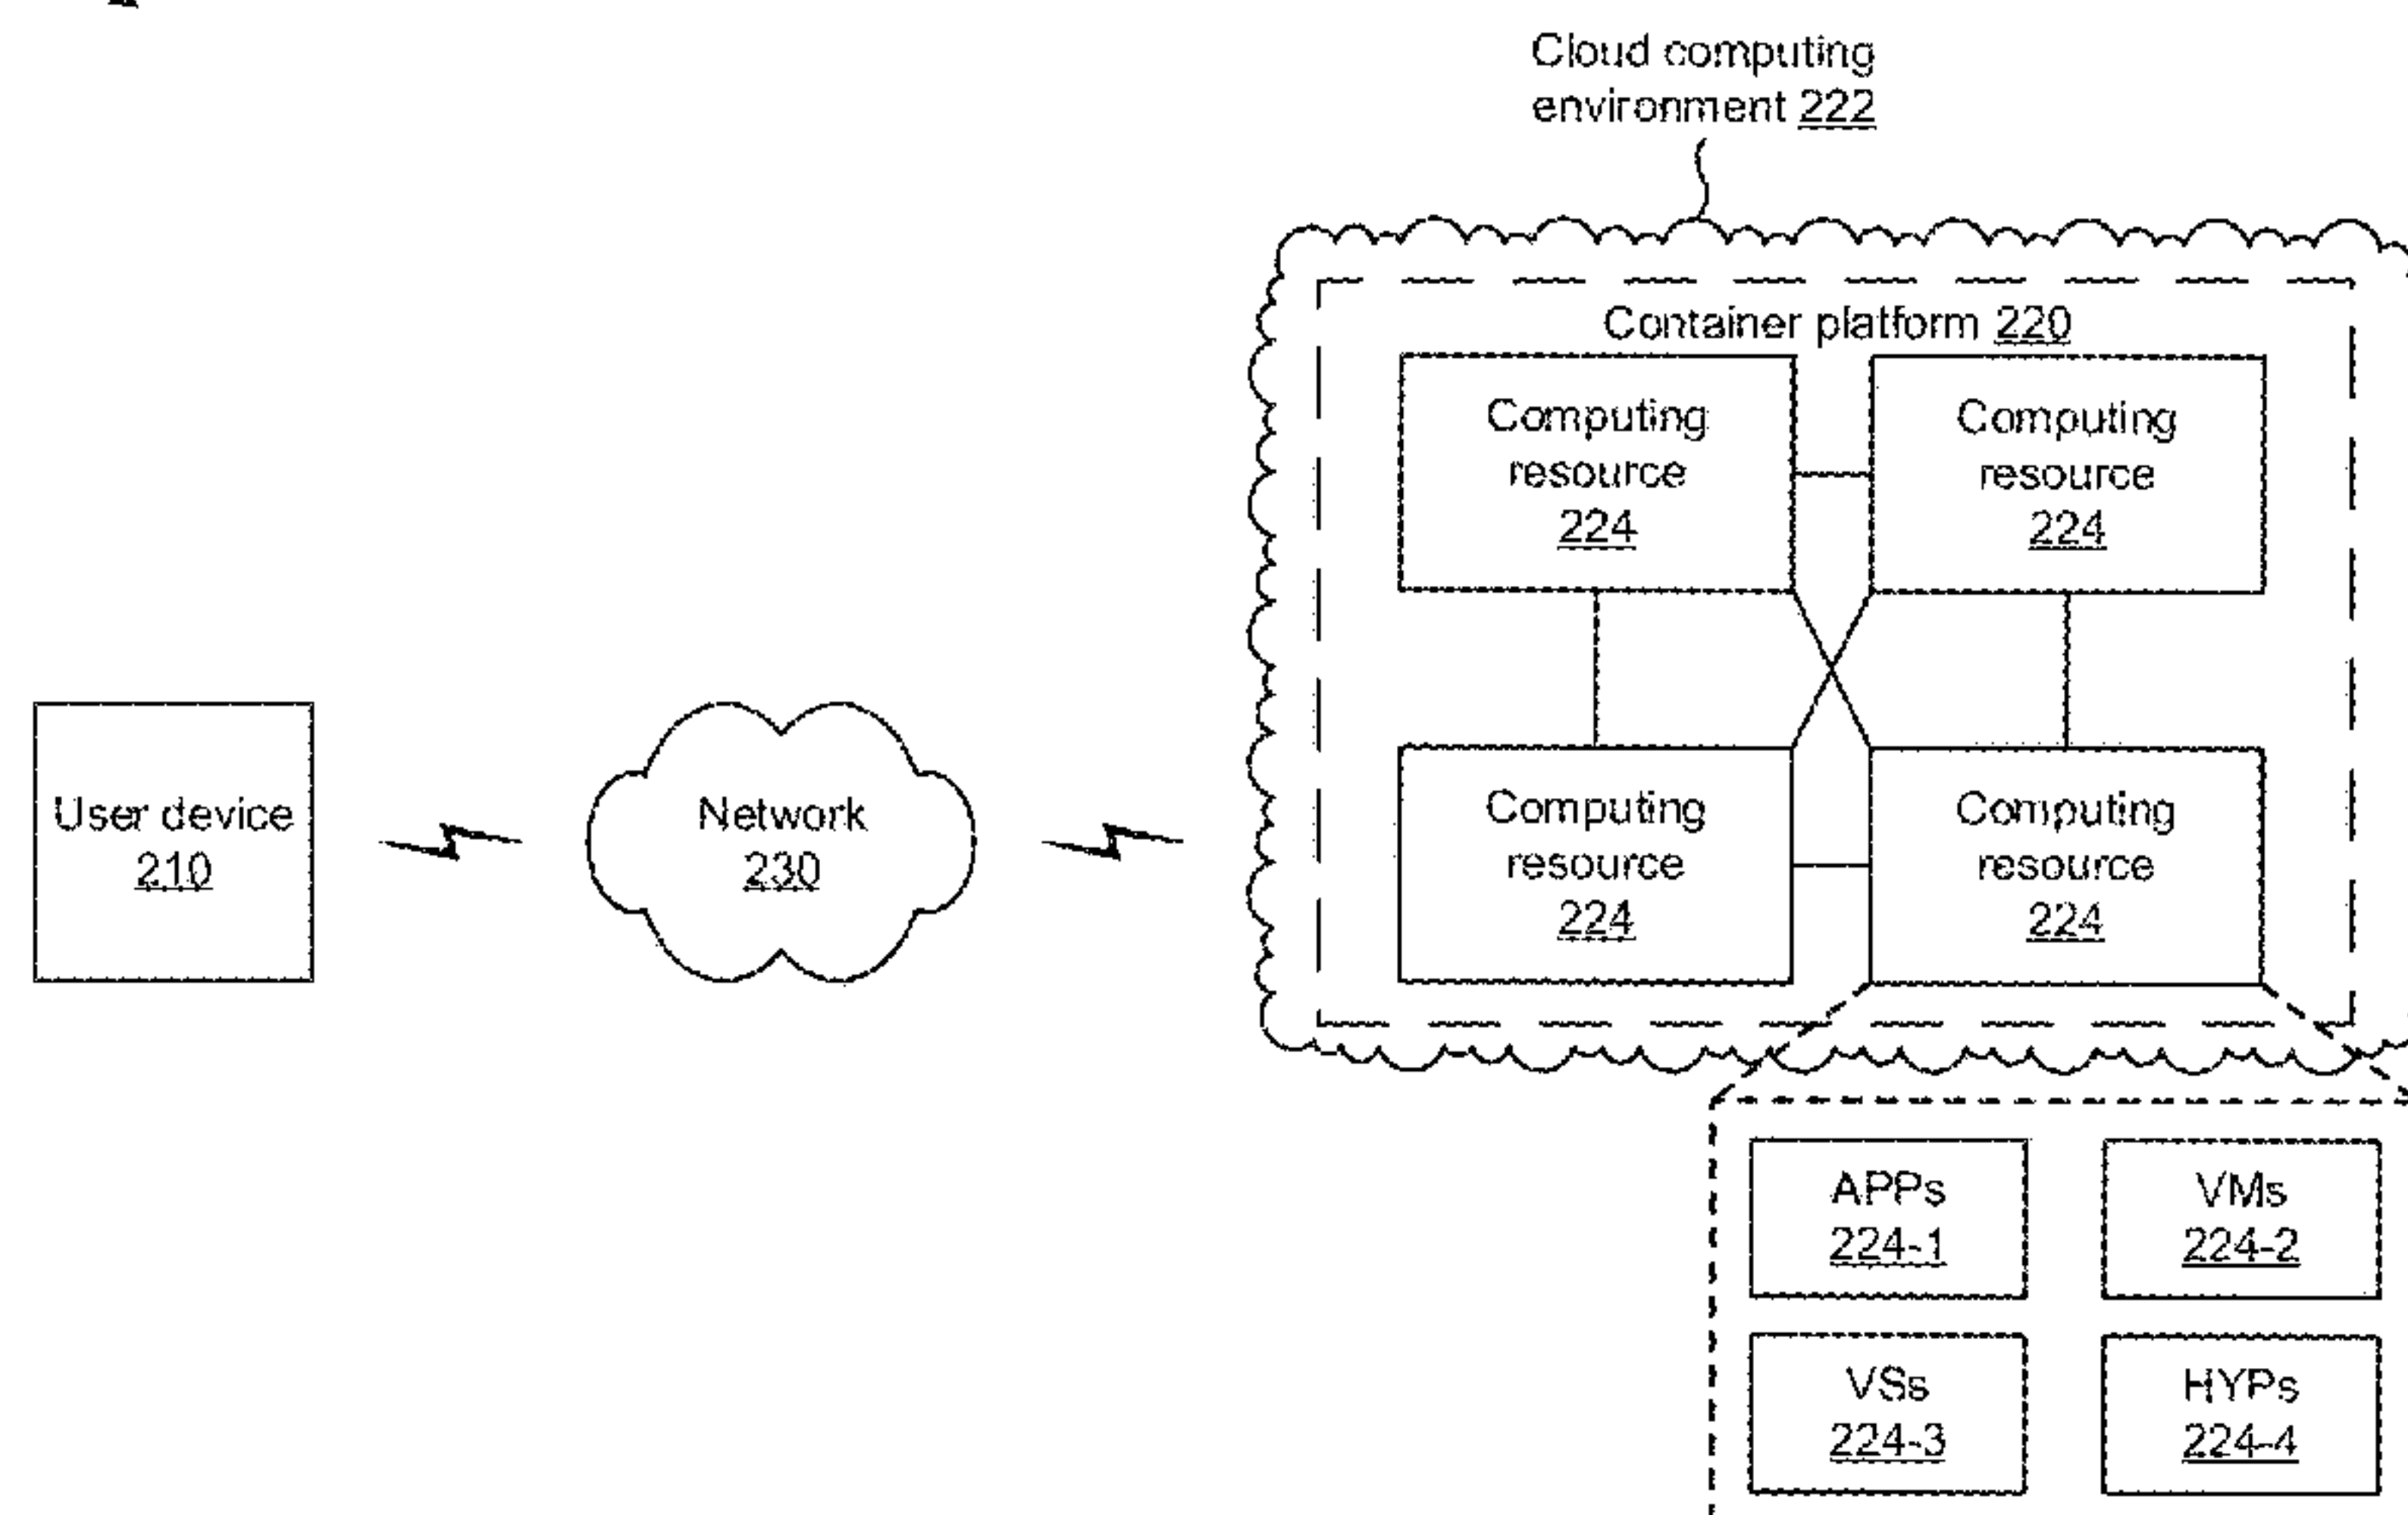 Cloud computing
environment 222
Container platform 220
Computing
resource
224
Computing
resource
224
User device
210
Network
230
Computing
resource
224
Computing
resource
224
APPs
224-1
VMs
224-2
VSs
224-3
HYPs
224-4